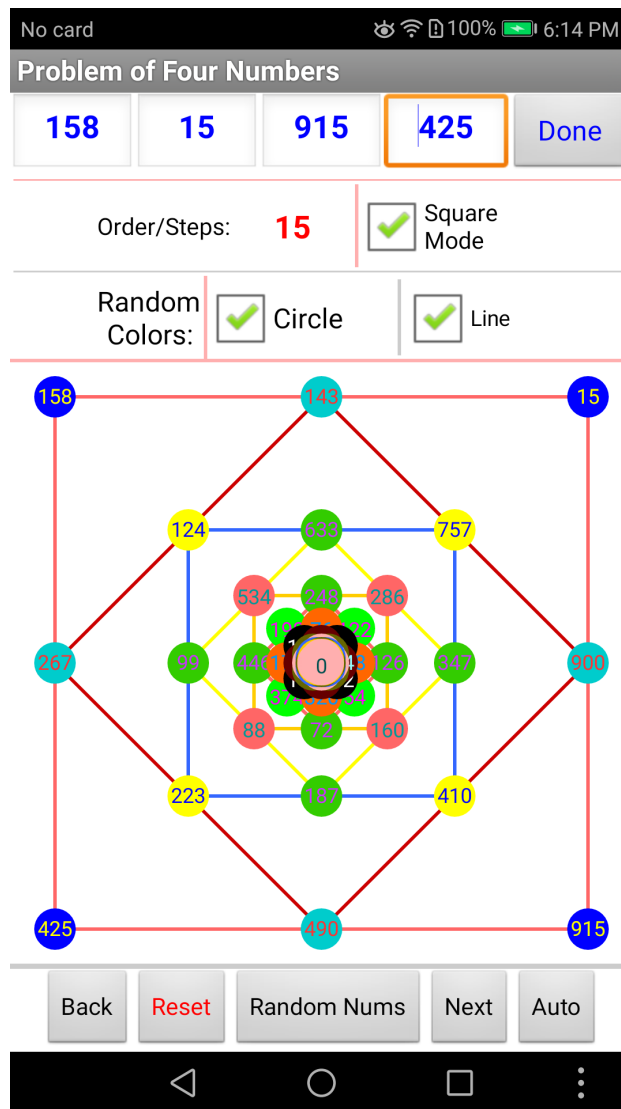 No card 100% 6:14 PM
Problem of Four Numbers
158 15 915 425 Done
Order/Steps: 15 Square Mode
Random Colors: Circle Line
158 143 15
124 633 757
534 248 286
267 99 446 0 126 347 900
88 72 160
223 187 410
425 490 915
Back Reset Random Nums Next Auto